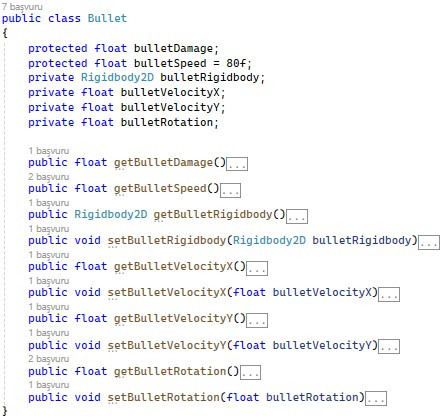 7 başvuru
public class Bullet
{
protected float bulletDamage;
protected float bulletSpeed = 80f;
private Rigidbody2D bulletRigidbody;
private float bulletVelocityX;
private float bulletVelocityY;
private float bulletRotation;
1 başvuru
public float getBulletDamage()...
2 başvuru
public float getBulletSpeed()...
1 başvuru
public Rigidbody2D getBulletRigidbody()...
1 başvuru
public void setBulletRigidbody(Rigidbody2D bulletRigidbody)...
1 başvuru
public float getBulletVelocityX()...
1 başvuru
public void setBulletVelocityX(float bulletVelocityX)...
1 başvuru
public float getBulletVelocityY()...
1 başvuru
public void setBulletVelocityY(float bulletVelocityY)...
2 başvuru
public float getBulletRotation()...
1 başvuru
public void setBulletRotation(float bulletRotation)...
}